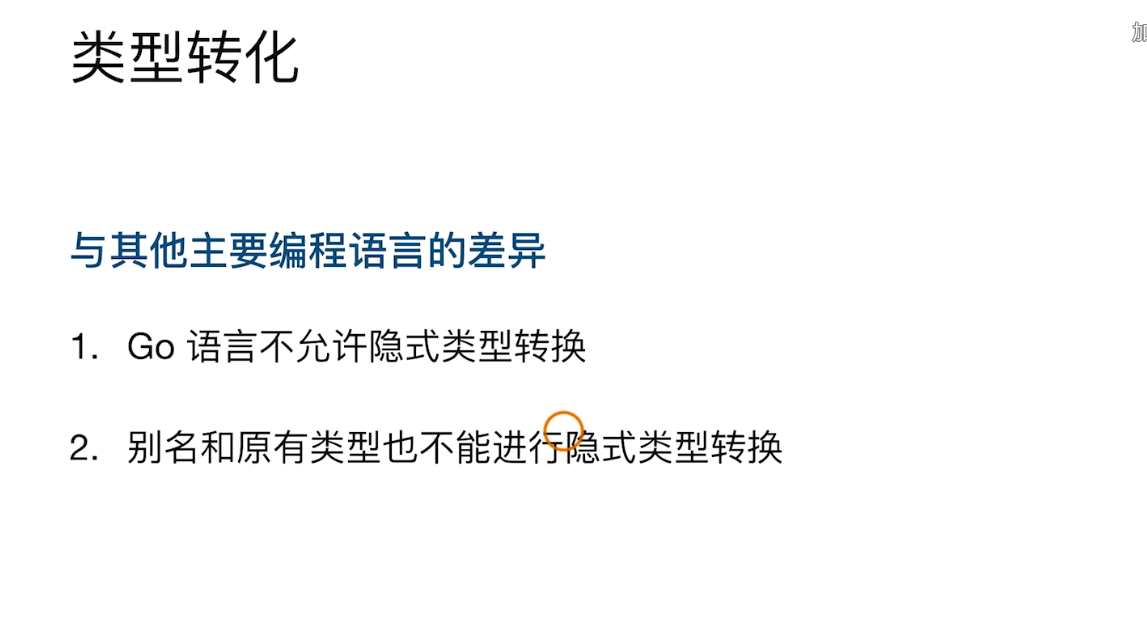 类型转化
与其他主要编程语言的差异
1. Go 语言不允许隐式类型转换
2. 别名和原有类型也不能进行隐式类型转换